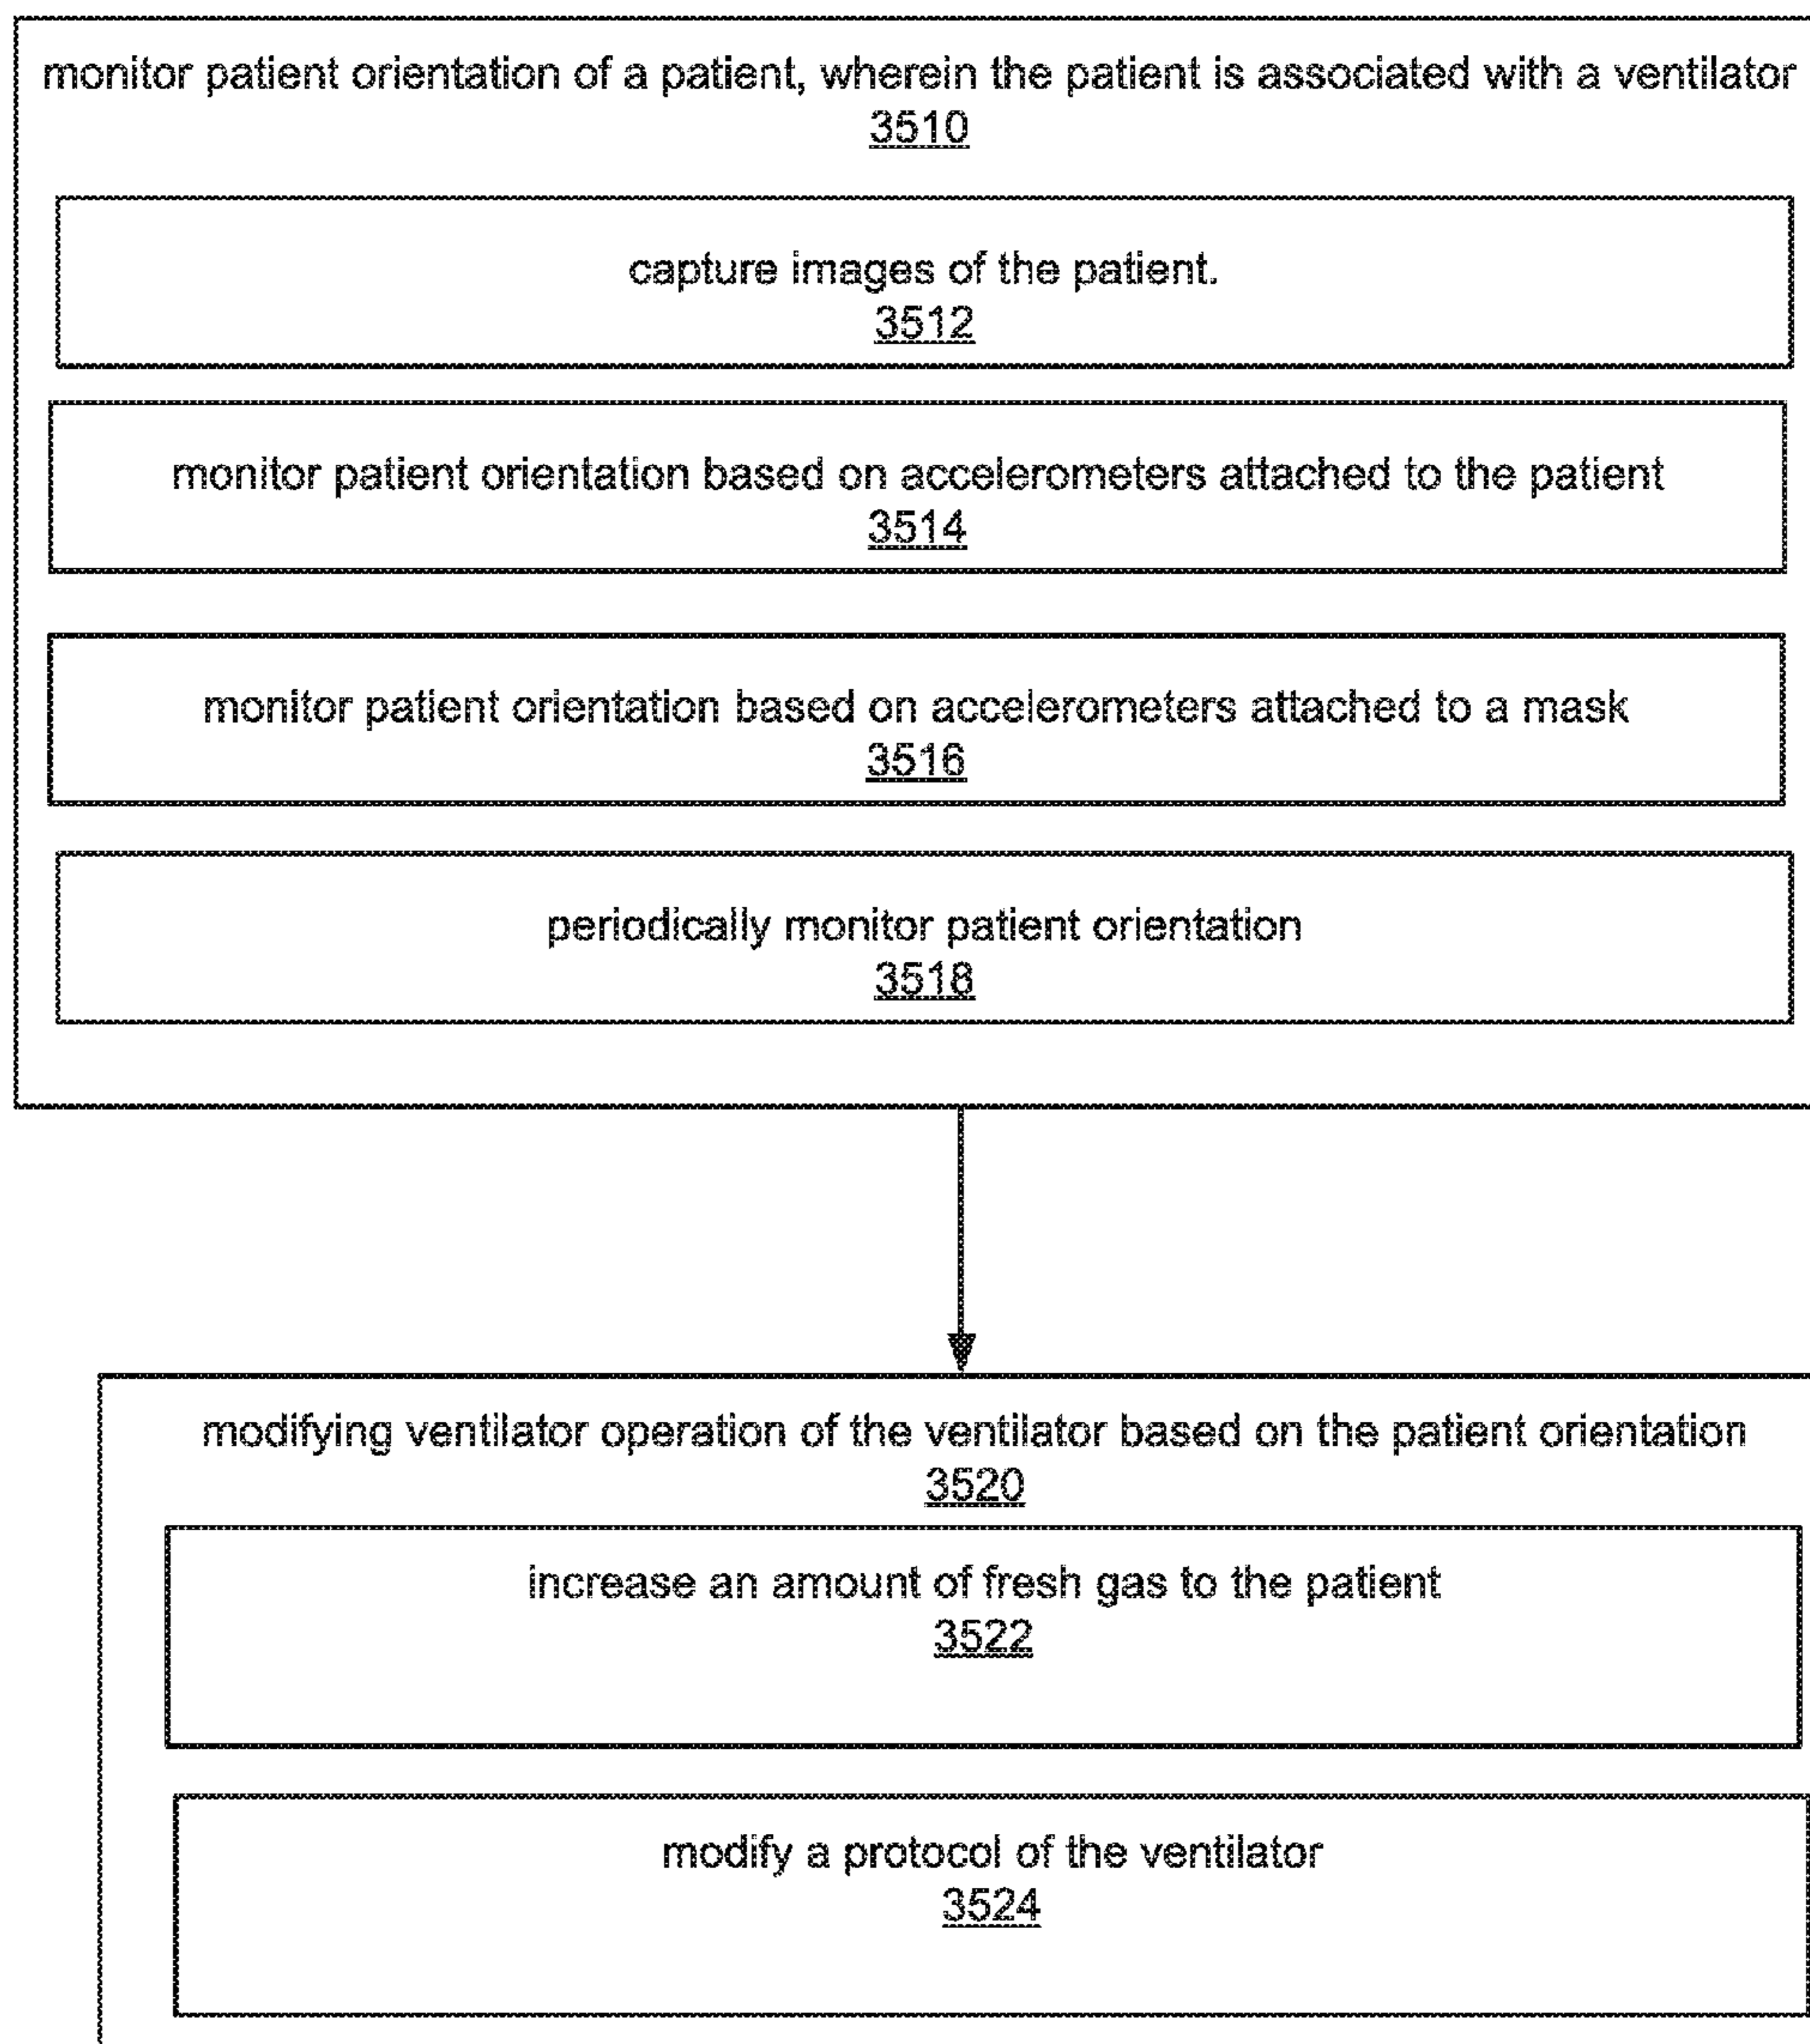 monitor patient orientation of a patient, wherein the patient is associated with a ventilator
3510
capture images of the patient.
3512
monitor patient orientation based on accelerometers attached to the patient
3514
monitor patient orientation based on accelerometers attached to a mask
3516
periodically monitor patient orientation
3518
modifying ventilator operation of the ventilator based on the patient orientation
3520
increase an amount of fresh gas to the patient
3522
modify a protocol of the ventilator
3524